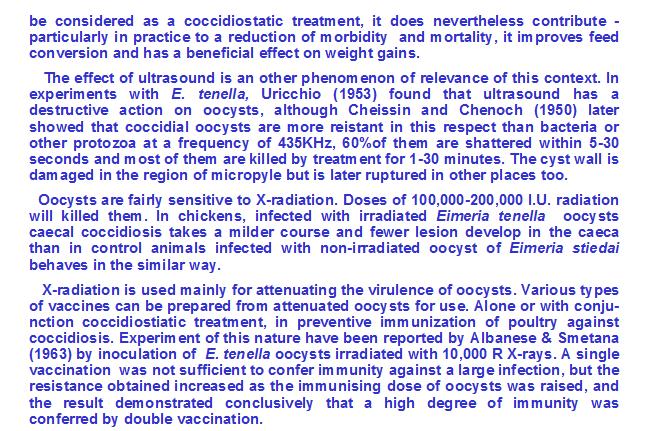 be considered as a coccidiostatic treatment, it does nevertheless contribute -
particularly in practice to a reduction of morbidity and mortality, it improves feed
conversion and has a beneficial effect on weight gains.
The effect of ultrasound is an other phenomenon of relevance of this context. In
experiments with E. tenella, Uricchio (1953) found that ultrasound has a
destructive action on oocysts, although Cheissin and Chenoch (1950) later
showed that coccidial oocysts are more reistant in this respect than bacteria or
other protozoa at a frequency of 435KHz, 60%of them are shattered within 5-30
seconds and most of them are killed by treatment for 1-30 minutes. The cyst wall is
damaged in the region of micropyle but is later ruptured in other places too.
Oocysts are fairly sensitive to X-radiation. Doses of 100,000-200,000 I.U. radiation
will killed them. In chickens, infected with irradiated Eimeria tenella oocysts
caecal coccidiosis takes a milder course and fewer lesion develop in the caeca
than in control animals infected with non-irradiated oocyst of Eimeria stiedai
behaves in the similar way.
X-radiation is used mainly for attenuating the virulence of oocysts. Various types
of vaccines can be prepared from attenuated oocysts for use. Alone or with conju-
nction coccidiostiatic treatment, in preventive immunization of poultry against
coccidiosis. Experiment of this nature have been reported by Albanese & Smetana
(1963) by inoculation of E. tenella oocysts irradiated with 10,000 R X-rays. A single
vaccination was not sufficient to confer immunity against a large infection, but the
resistance obtained increased as the immunising dose of oocysts was raised, and
the result demonstrated conclusively that a high degree of immunity was
conferred by double vaccination.